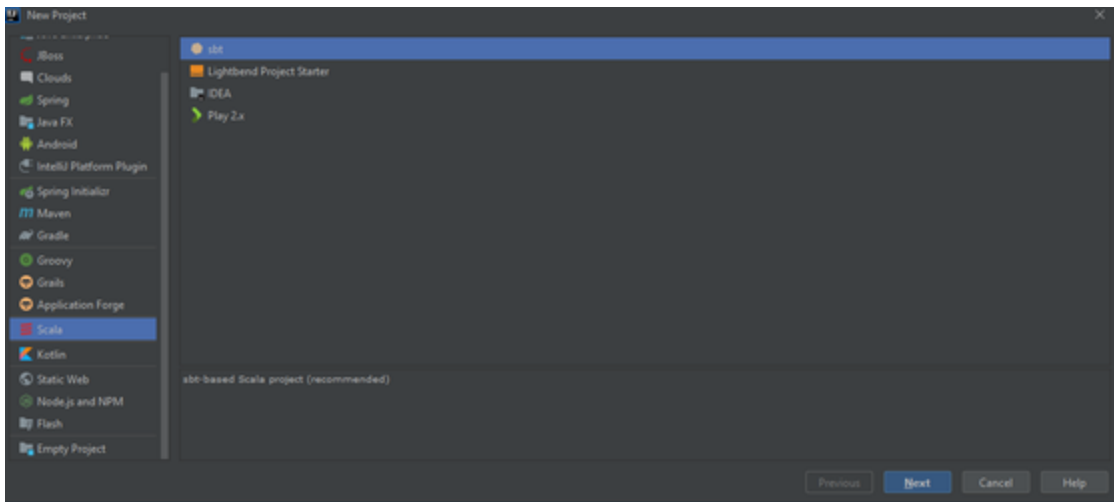 New Project
JBoss
Clouds
Spring
Java FX
Android
IntelliJ Platform Plugin
Spring Initializr
Maven
Gradle
Groovy
Grails
Application Forge
Scala
Kotlin
Static Web
Node.js and NPM
Flash
Empty Project
sbt
Lightbend Project Starter
IDEA
Play 2.x
sbt-based Scala project (recommended)
Previous Next Cancel Help